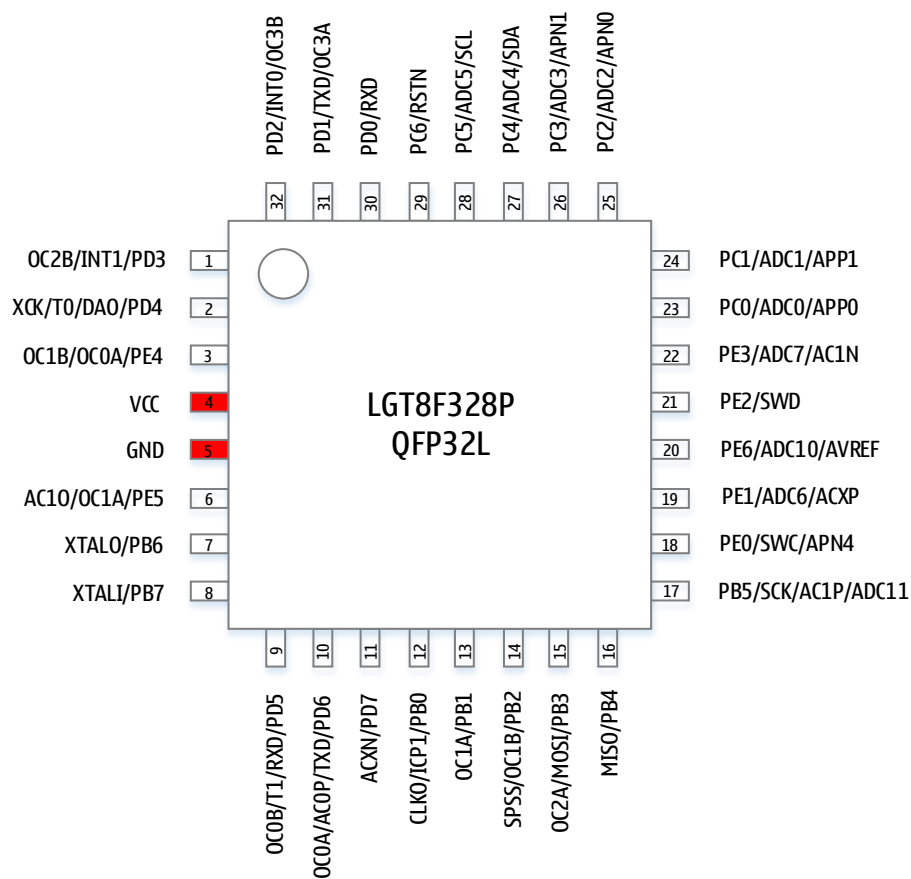 PD2/INT0/OC3B
PD1/TXD/OC3A
PD0/RXD
PC6/RSTN
PC5/ADC5/SCL
PC4/ADC4/SDA
PC3/ADC3/APN1
PC2/ADC2/APN0
32
31
30
29
28
27
26
25
OC2B/INT1/PD3 1
XCK/T0/DAO/PD4 2
OC1B/OC0A/PE4 3
VCC 4
GND 5
AC1O/OC1A/PE5 6
XTALO/PB6 7
XTALI/PB7 8
LGT8F328P
QFP32L
24 PC1/ADC1/APP1
23 PC0/ADC0/APP0
22 PE3/ADC7/AC1N
21 PE2/SWD
20 PE6/ADC10/AVREF
19 PE1/ADC6/ACXP
18 PE0/SWC/APN4
17 PB5/SCK/AC1P/ADC11
9
10
11
12
13
14
15
16
OC0B/T1/RXD/PD5
OC0A/AC0P/TXD/PD6
ACXN/PD7
CLKO/ICP1/PB0
OC1A/PB1
SPSS/OC1B/PB2
OC2A/MOSI/PB3
MISO/PB4